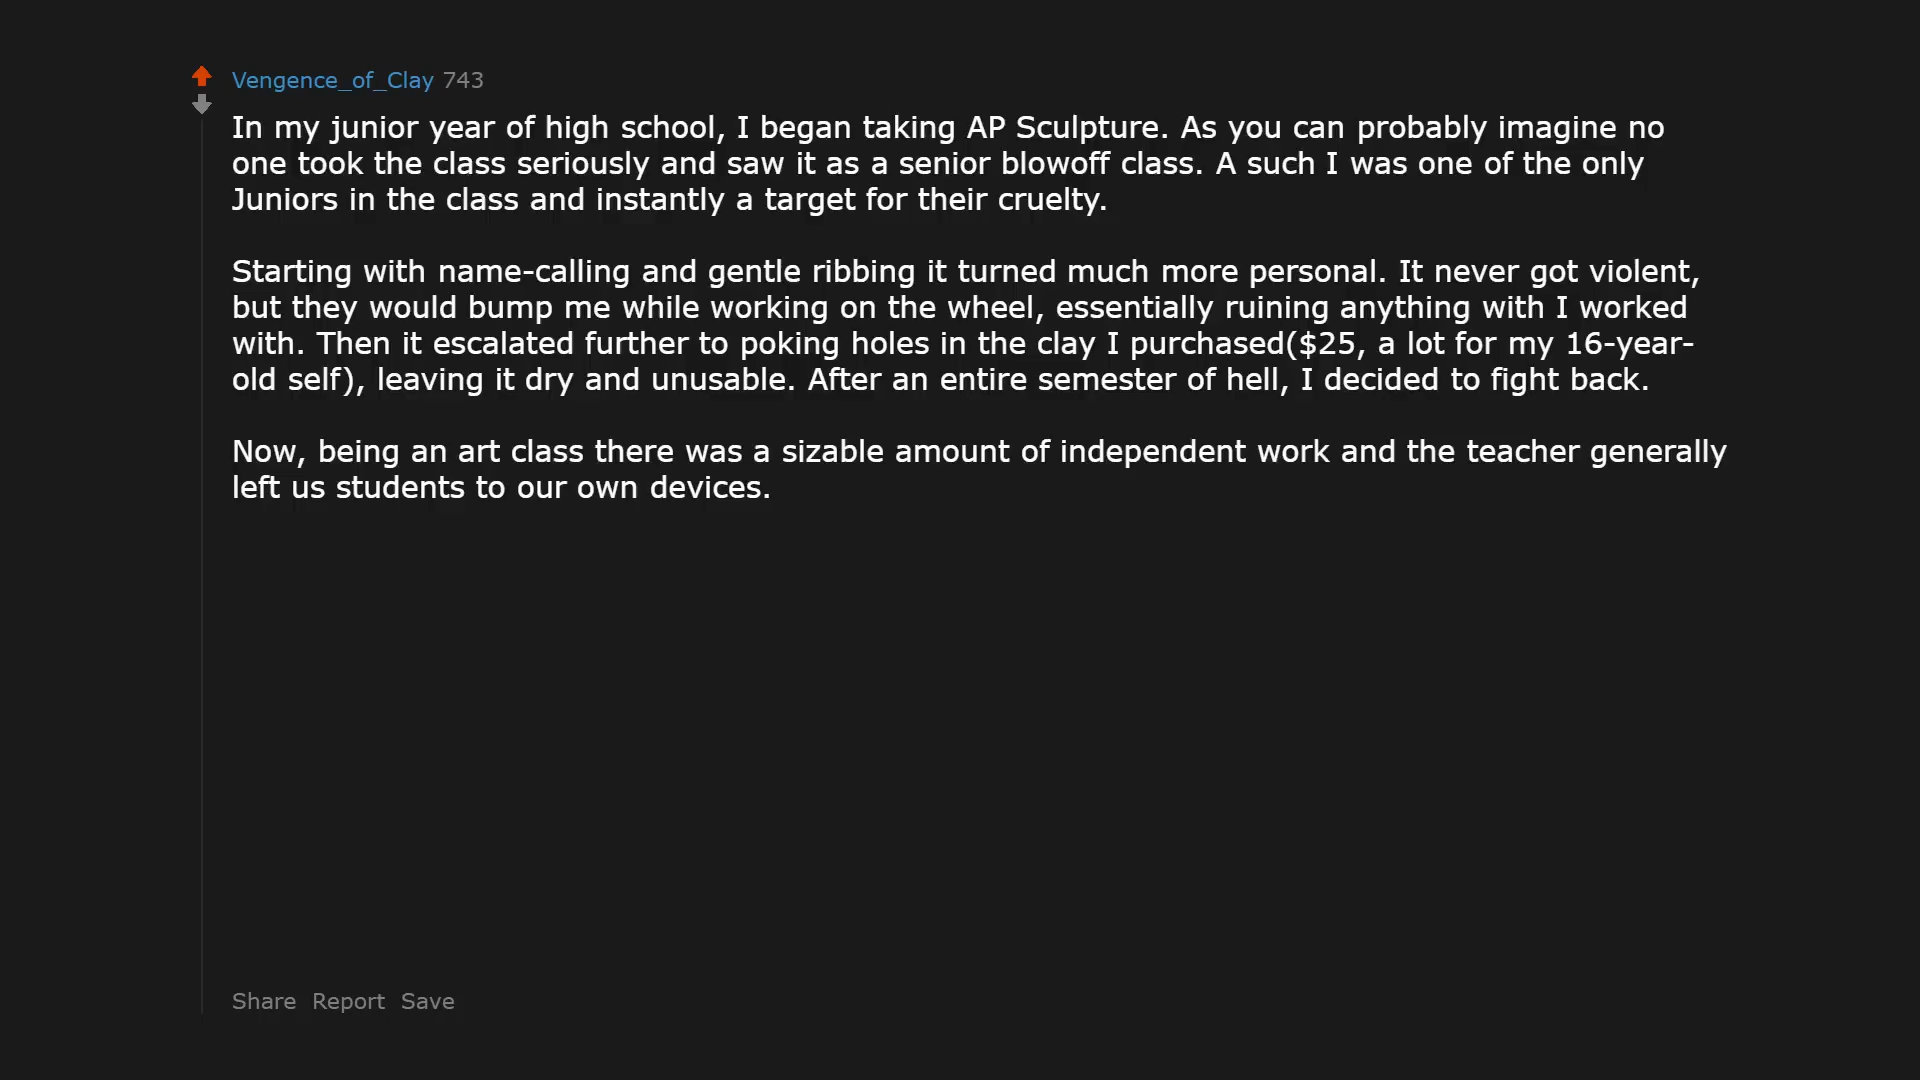 Vengence_of_Clay 743
In my junior year of high school, I began taking AP Sculpture. As you can probably imagine no
one took the class seriously and saw it as a senior blowoff class. A such I was one of the only
Juniors in the class and instantly a target for their cruelty.
Starting with name-calling and gentle ribbing it turned much more personal. It never got violent,
but they would bump me while working on the wheel, essentially ruining anything with I worked
with. Then it escalated further to poking holes in the clay I purchased($25, a lot for my 16-year-
old self), leaving it dry and unusable. After an entire semester of hell, I decided to fight back.
Now, being an art class there was a sizable amount of independent work and the teacher generally
left us students to our own devices.
Share Report Save